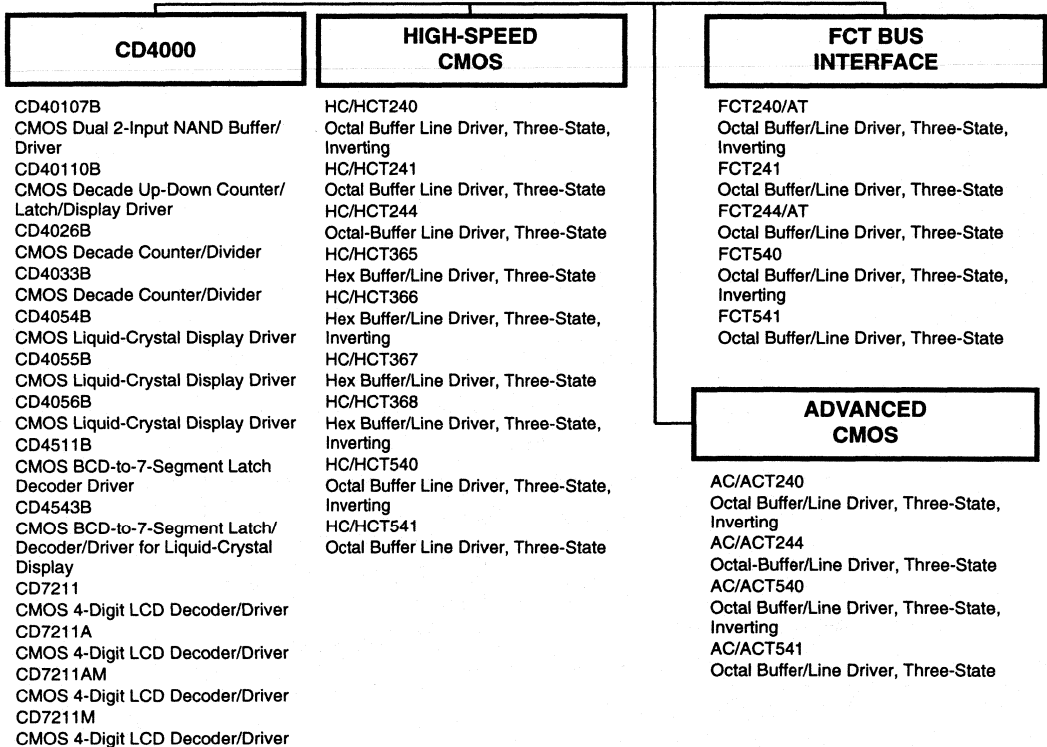 CD4000
CD40107B
CMOS Dual 2-Input NAND Buffer/
Driver
CD40110B
CMOS Decade Up-Down Counter/
Latch/Display Driver
CD4026B
CMOS Decade Counter/Divider
CD4033B
CMOS Decade Counter/Divider
CD4054B
CMOS Liquid-Crystal Display Driver
CD4055B
CMOS Liquid-Crystal Display Driver
CD4056B
CMOS Liquid-Crystal Display Driver
CD4511B
CMOS BCD-to-7-Segment Latch
Decoder Driver
CD4543B
CMOS BCD-to-7-Segment Latch/
Decoder/Driver for Liquid-Crystal
Display
CD7211
CMOS 4-Digit LCD Decoder/Driver
CD7211A
CMOS 4-Digit LCD Decoder/Driver
CD7211AM
CMOS 4-Digit LCD Decoder/Driver
CD7211M
CMOS 4-Digit LCD Decoder/Driver
HIGH-SPEED
CMOS
HC/HCT240
Octal Buffer Line Driver, Three-State,
Inverting
HC/HCT241
Octal Buffer Line Driver, Three-State
HC/HCT244
Octal-Buffer Line Driver, Three-State
HC/HCT365
Hex Buffer/Line Driver, Three-State
HC/HCT366
Hex Buffer/Line Driver, Three-State,
Inverting
HC/HCT367
Hex Buffer/Line Driver, Three-State
HC/HCT368
Hex Buffer/Line Driver, Three-State,
Inverting
HC/HCT540
Octal Buffer/Line Driver, Three-State,
Inverting
HC/HCT541
Octal Buffer Line Driver, Three-State
FCT BUS
INTERFACE
FCT240/AT
Octal Buffer/Line Driver, Three-State,
Inverting
FCT241
Octal Buffer/Line Driver, Three-State
FCT244/AT
Octal Buffer/Line Driver, Three-State
FCT540
Octal Buffer/Line Driver, Three-State,
Inverting
FCT541
Octal Buffer/Line Driver, Three-State
ADVANCED
CMOS
AC/ACT240
Octal Buffer/Line Driver, Three-State,
Inverting
AC/ACT244
Octal-Buffer/Line Driver, Three-State
AC/ACT540
Octal Buffer/Line Driver, Three-State,
Inverting
AC/ACT541
Octal Buffer/Line Driver, Three-State